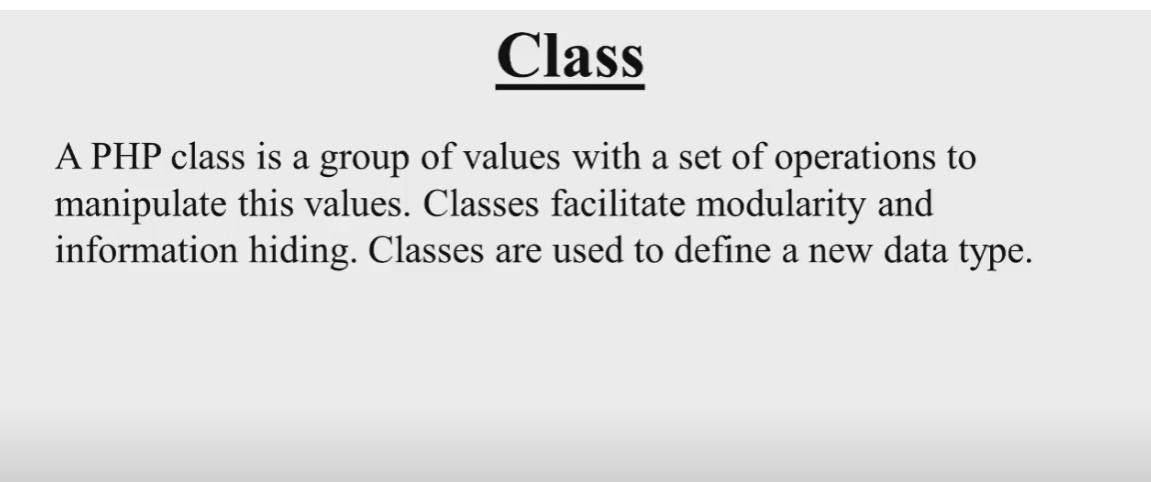 Class
A PHP class is a group of values with a set of operations to
manipulate this values. Classes facilitate modularity and
information hiding. Classes are used to define a new data type.